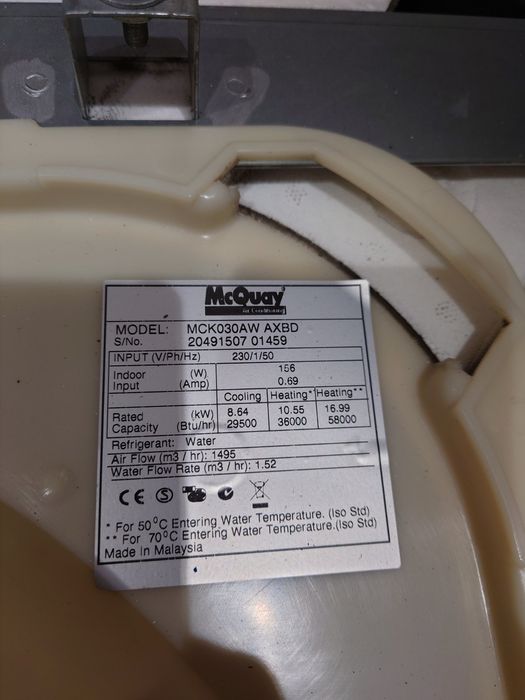 McQuay
Air Conditioning
MODEL: MCK030AW AXBD
S/No. 20491507 01459
INPUT (V/Ph/Hz) 230/1/50
Indoor (W) 156
Input (Amp) 0.69
Cooling Heating* Heating**
Rated (kW) 8.64 10.55 16.99
Capacity (Btu/hr) 29500 36000 58000
Refrigerant: Water
Air Flow (m3 / hr): 1495
Water Flow Rate (m3 / hr): 1.52
CE S
* For 50°C Entering Water Temperature. (Iso Std)
** For 70°C Entering Water Temperature.(Iso Std)
Made In Malaysia